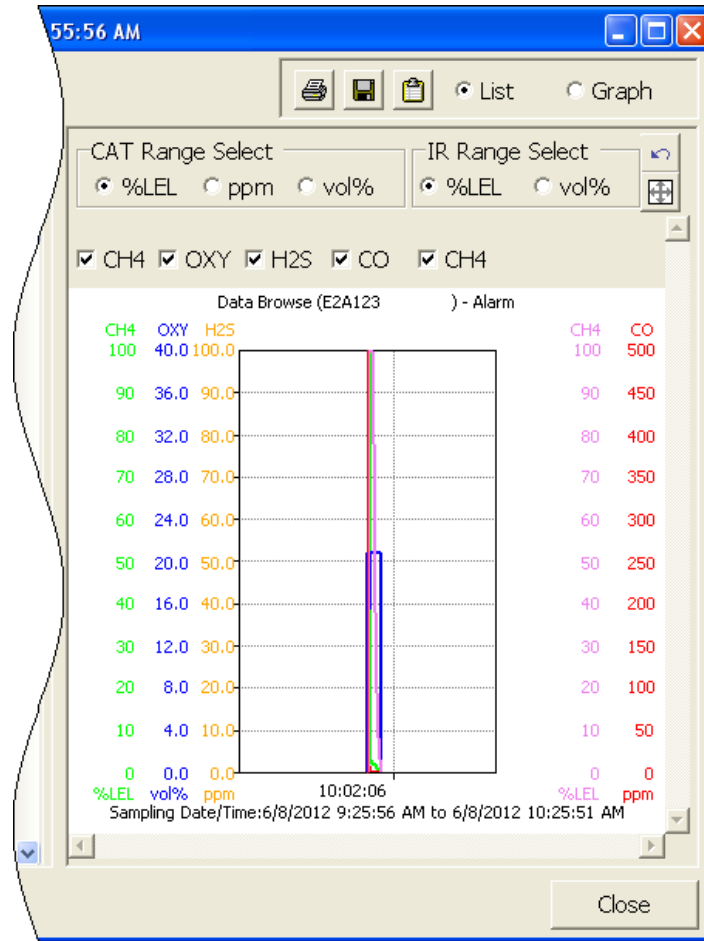 55:56 AM
List Graph
CAT Range Select IR Range Select
%LEL ppm vol% %LEL vol%
CH4 OXY H2S CO CH4
Data Browse (E2A123 ) - Alarm
CH4 OXY H2S CH4 CO
100 40.0 100.0 100 500
90 36.0 90.0 90 450
80 32.0 80.0 80 400
70 28.0 70.0 70 350
60 24.0 60.0 60 300
50 20.0 50.0 50 250
40 16.0 40.0 40 200
30 12.0 30.0 30 150
20 8.0 20.0 20 100
10 4.0 10.0 10 50
0 0.0 0.0 0 0
%LEL vol% ppm 10:02:06 %LEL ppm
Sampling Date/Time:6/8/2012 9:25:56 AM to 6/8/2012 10:25:51 AM
Close